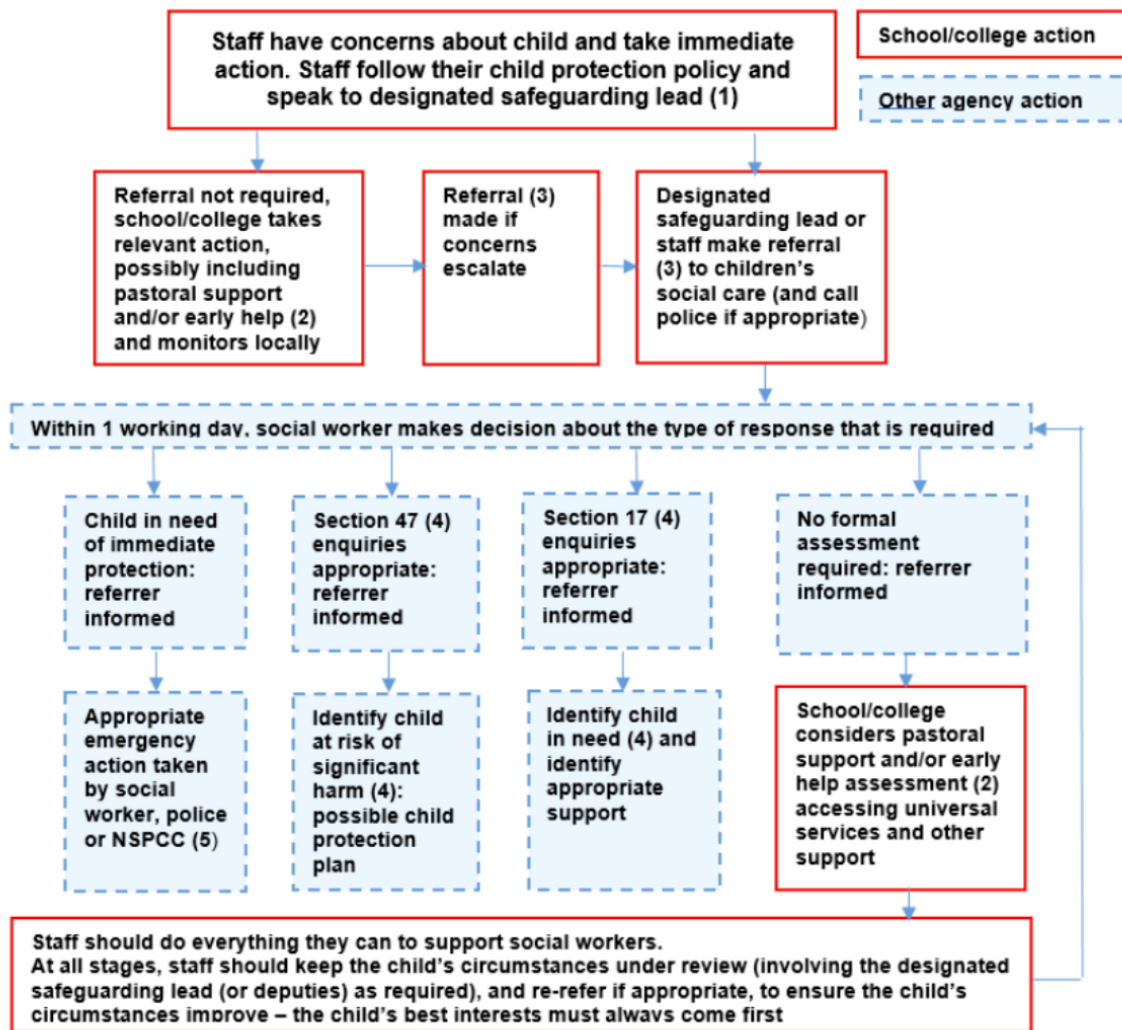 Staff have concerns about child and take immediate
action. Staff follow their child protection policy and
speak to designated safeguarding lead (1)
School/college action
Other agency action
Referral not required,
school/college takes
relevant action,
possibly including
pastoral support
and/or early help (2)
and monitors locally
Referral (3)
made if
concerns
escalate
Designated
safeguarding lead or
staff make referral
(3) to children’s
social care (and call
police if appropriate)
Within 1 working day, social worker makes decision about the type of response that is required
Child in need
of immediate
protection:
referrer
informed
Section 47 (4)
enquiries
appropriate:
referrer
informed
Section 17 (4)
enquiries
appropriate:
referrer
informed
No formal
assessment
required: referrer
informed
Appropriate
emergency
action taken
by social
worker, police
or NSPCC (5)
Identify child
at risk of
significant
harm (4):
possible child
protection
plan
Identify child
in need (4) and
identify
appropriate
support
School/college
considers pastoral
support and/or early
help assessment (2)
accessing universal
services and other
support
Staff should do everything they can to support social workers.
At all stages, staff should keep the child’s circumstances under review (involving the designated
safeguarding lead (or deputies) as required), and re-refer if appropriate, to ensure the child’s
circumstances improve – the child’s best interests must always come first